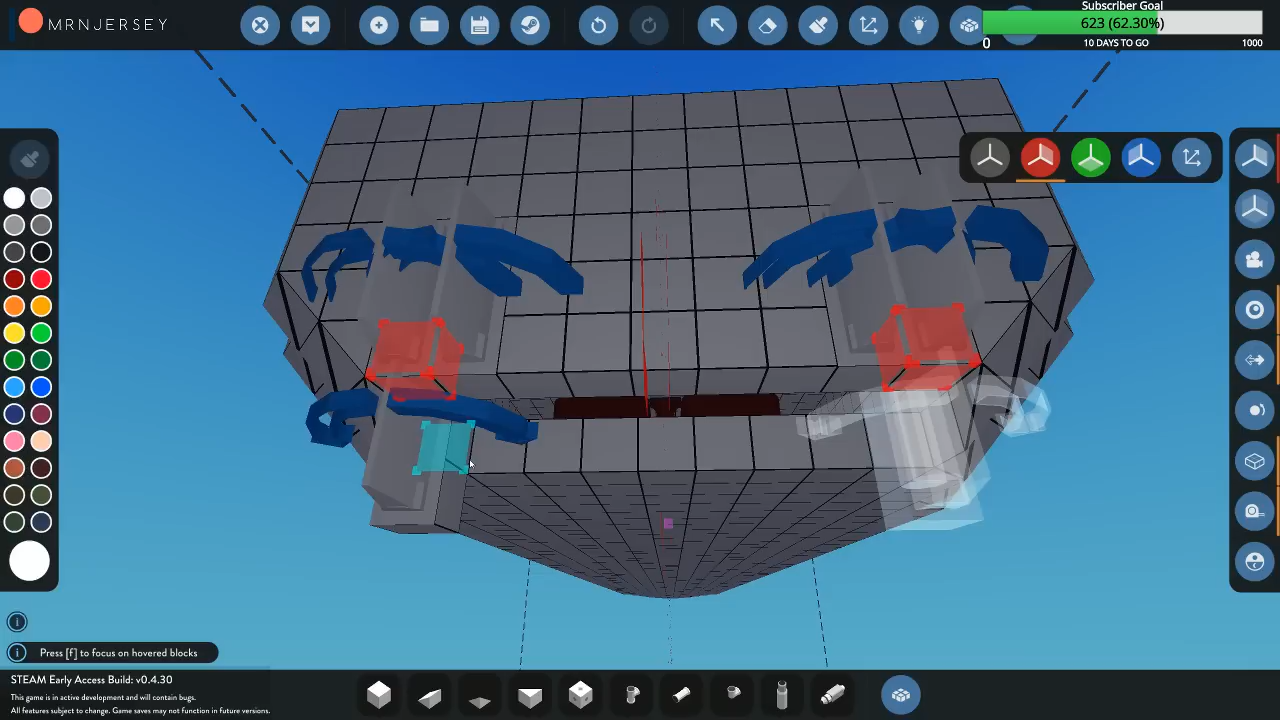 MRNJERSEY
Subscriber Goal
623 (62.30%)
0
10 DAYS TO GO
1000
Press [f] to focus on hovered blocks
STEAM Early Access Build: v0.4.30
This game is in active development and will contain bugs.
All features subject to change. Game saves may not function in future versions.